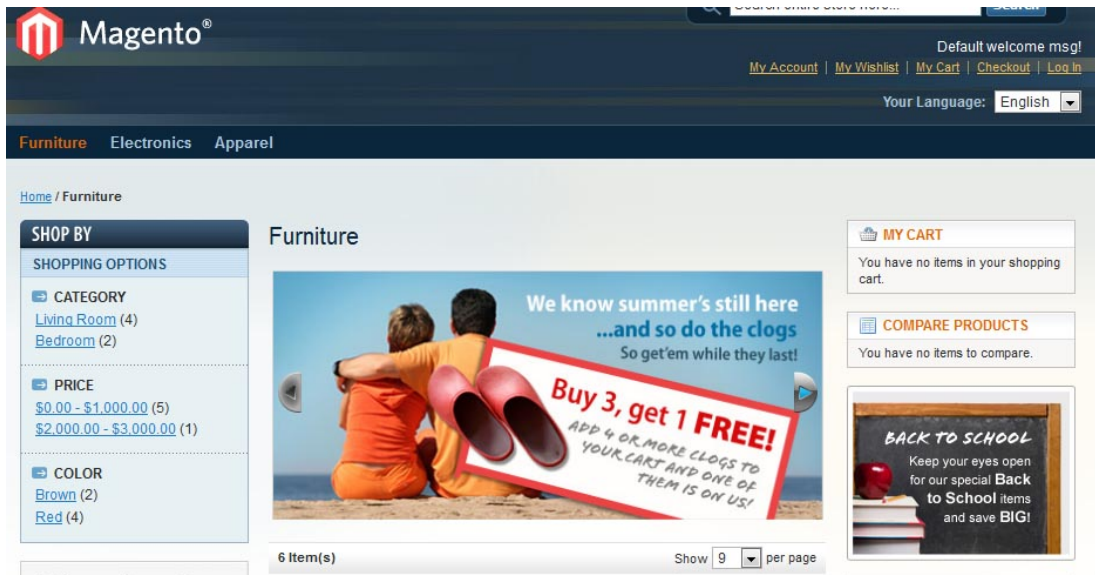 Magento®
Search entire store here...
Search
Default welcome msg!
My Account | My Wishlist | My Cart | Checkout | Log In
Your Language: English
Furniture Electronics Apparel
Home / Furniture
SHOP BY
SHOPPING OPTIONS
CATEGORY
Living Room (4)
Bedroom (2)
PRICE
$0.00 - $1,000.00 (5)
$2,000.00 - $3,000.00 (1)
COLOR
Brown (2)
Red (4)
Furniture
We know summer's still here
...and so do the clogs
So get'em while they last!
Buy 3, get 1 FREE!
ADD 4 OR MORE CLOGS TO
YOUR CART AND ONE OF
THEM IS ON US!
6 Item(s)
Show 9 per page
MY CART
You have no items in your shopping
cart.
COMPARE PRODUCTS
You have no items to compare.
BACK TO SCHOOL
Keep your eyes open
for our special Back
to School items
and save BIG!